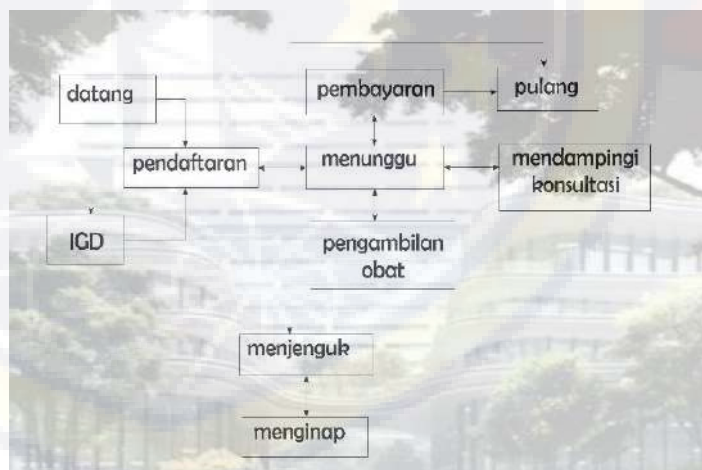 datang
pembayaran
pulang
pendaftaran
menunggu
mendampingi
konsultasi
IGD
pengambilan
obat
menjenguk
menginap